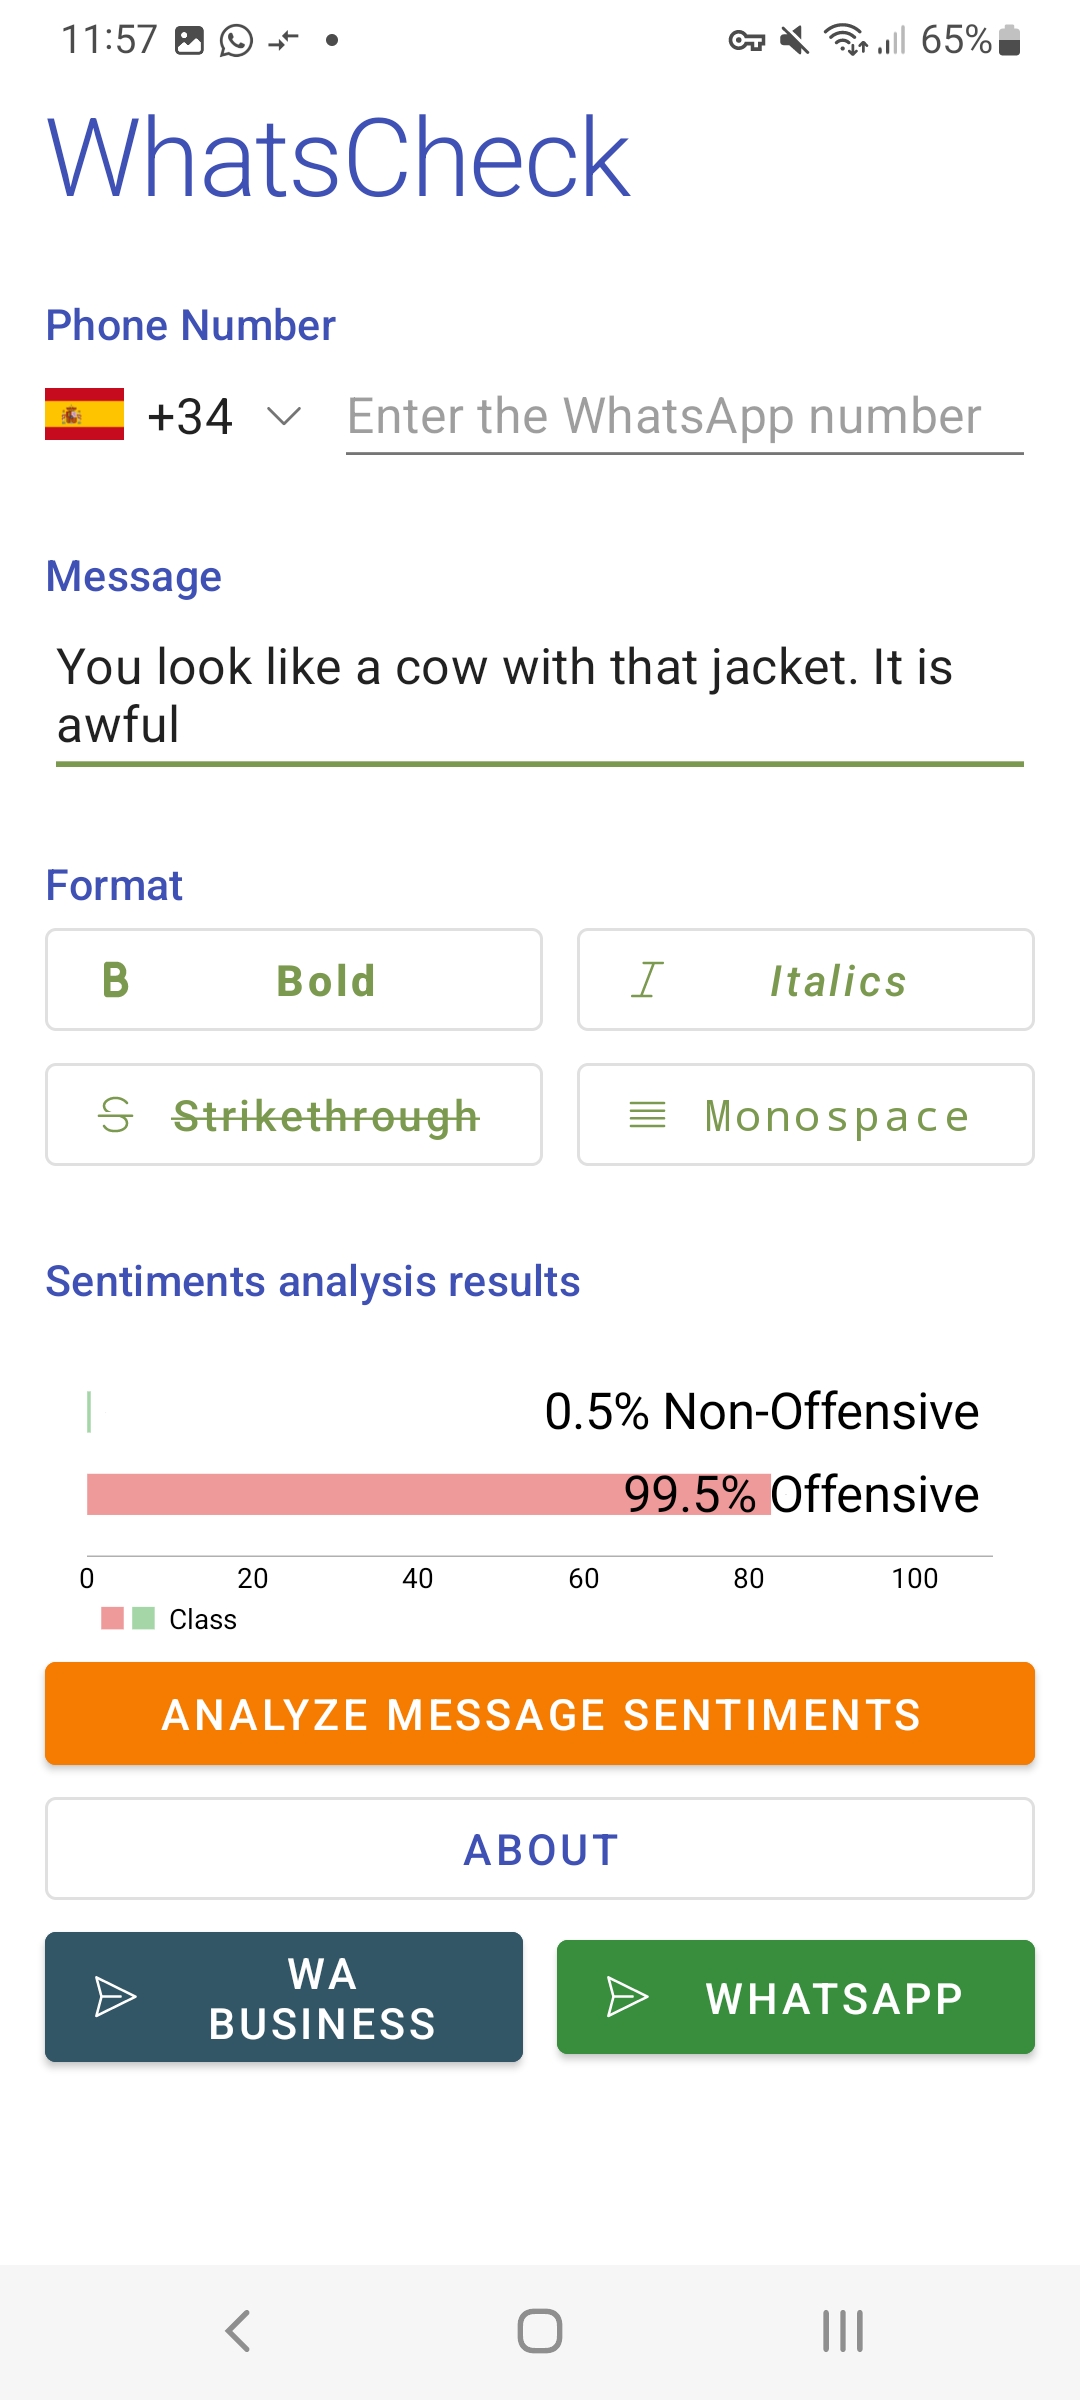 11:57 65%
WhatsCheck
Phone Number
+34 Enter the WhatsApp number
Message
You look like a cow with that jacket. It is
awful
Format
B Bold I Italics
S Strikethrough Monospace
Sentiments analysis results
0.5% Non-Offensive
99.5% Offensive
0 20 40 60 80 100
Class
ANALYZE MESSAGE SENTIMENTS
ABOUT
WA
BUSINESS
WHATSAPP